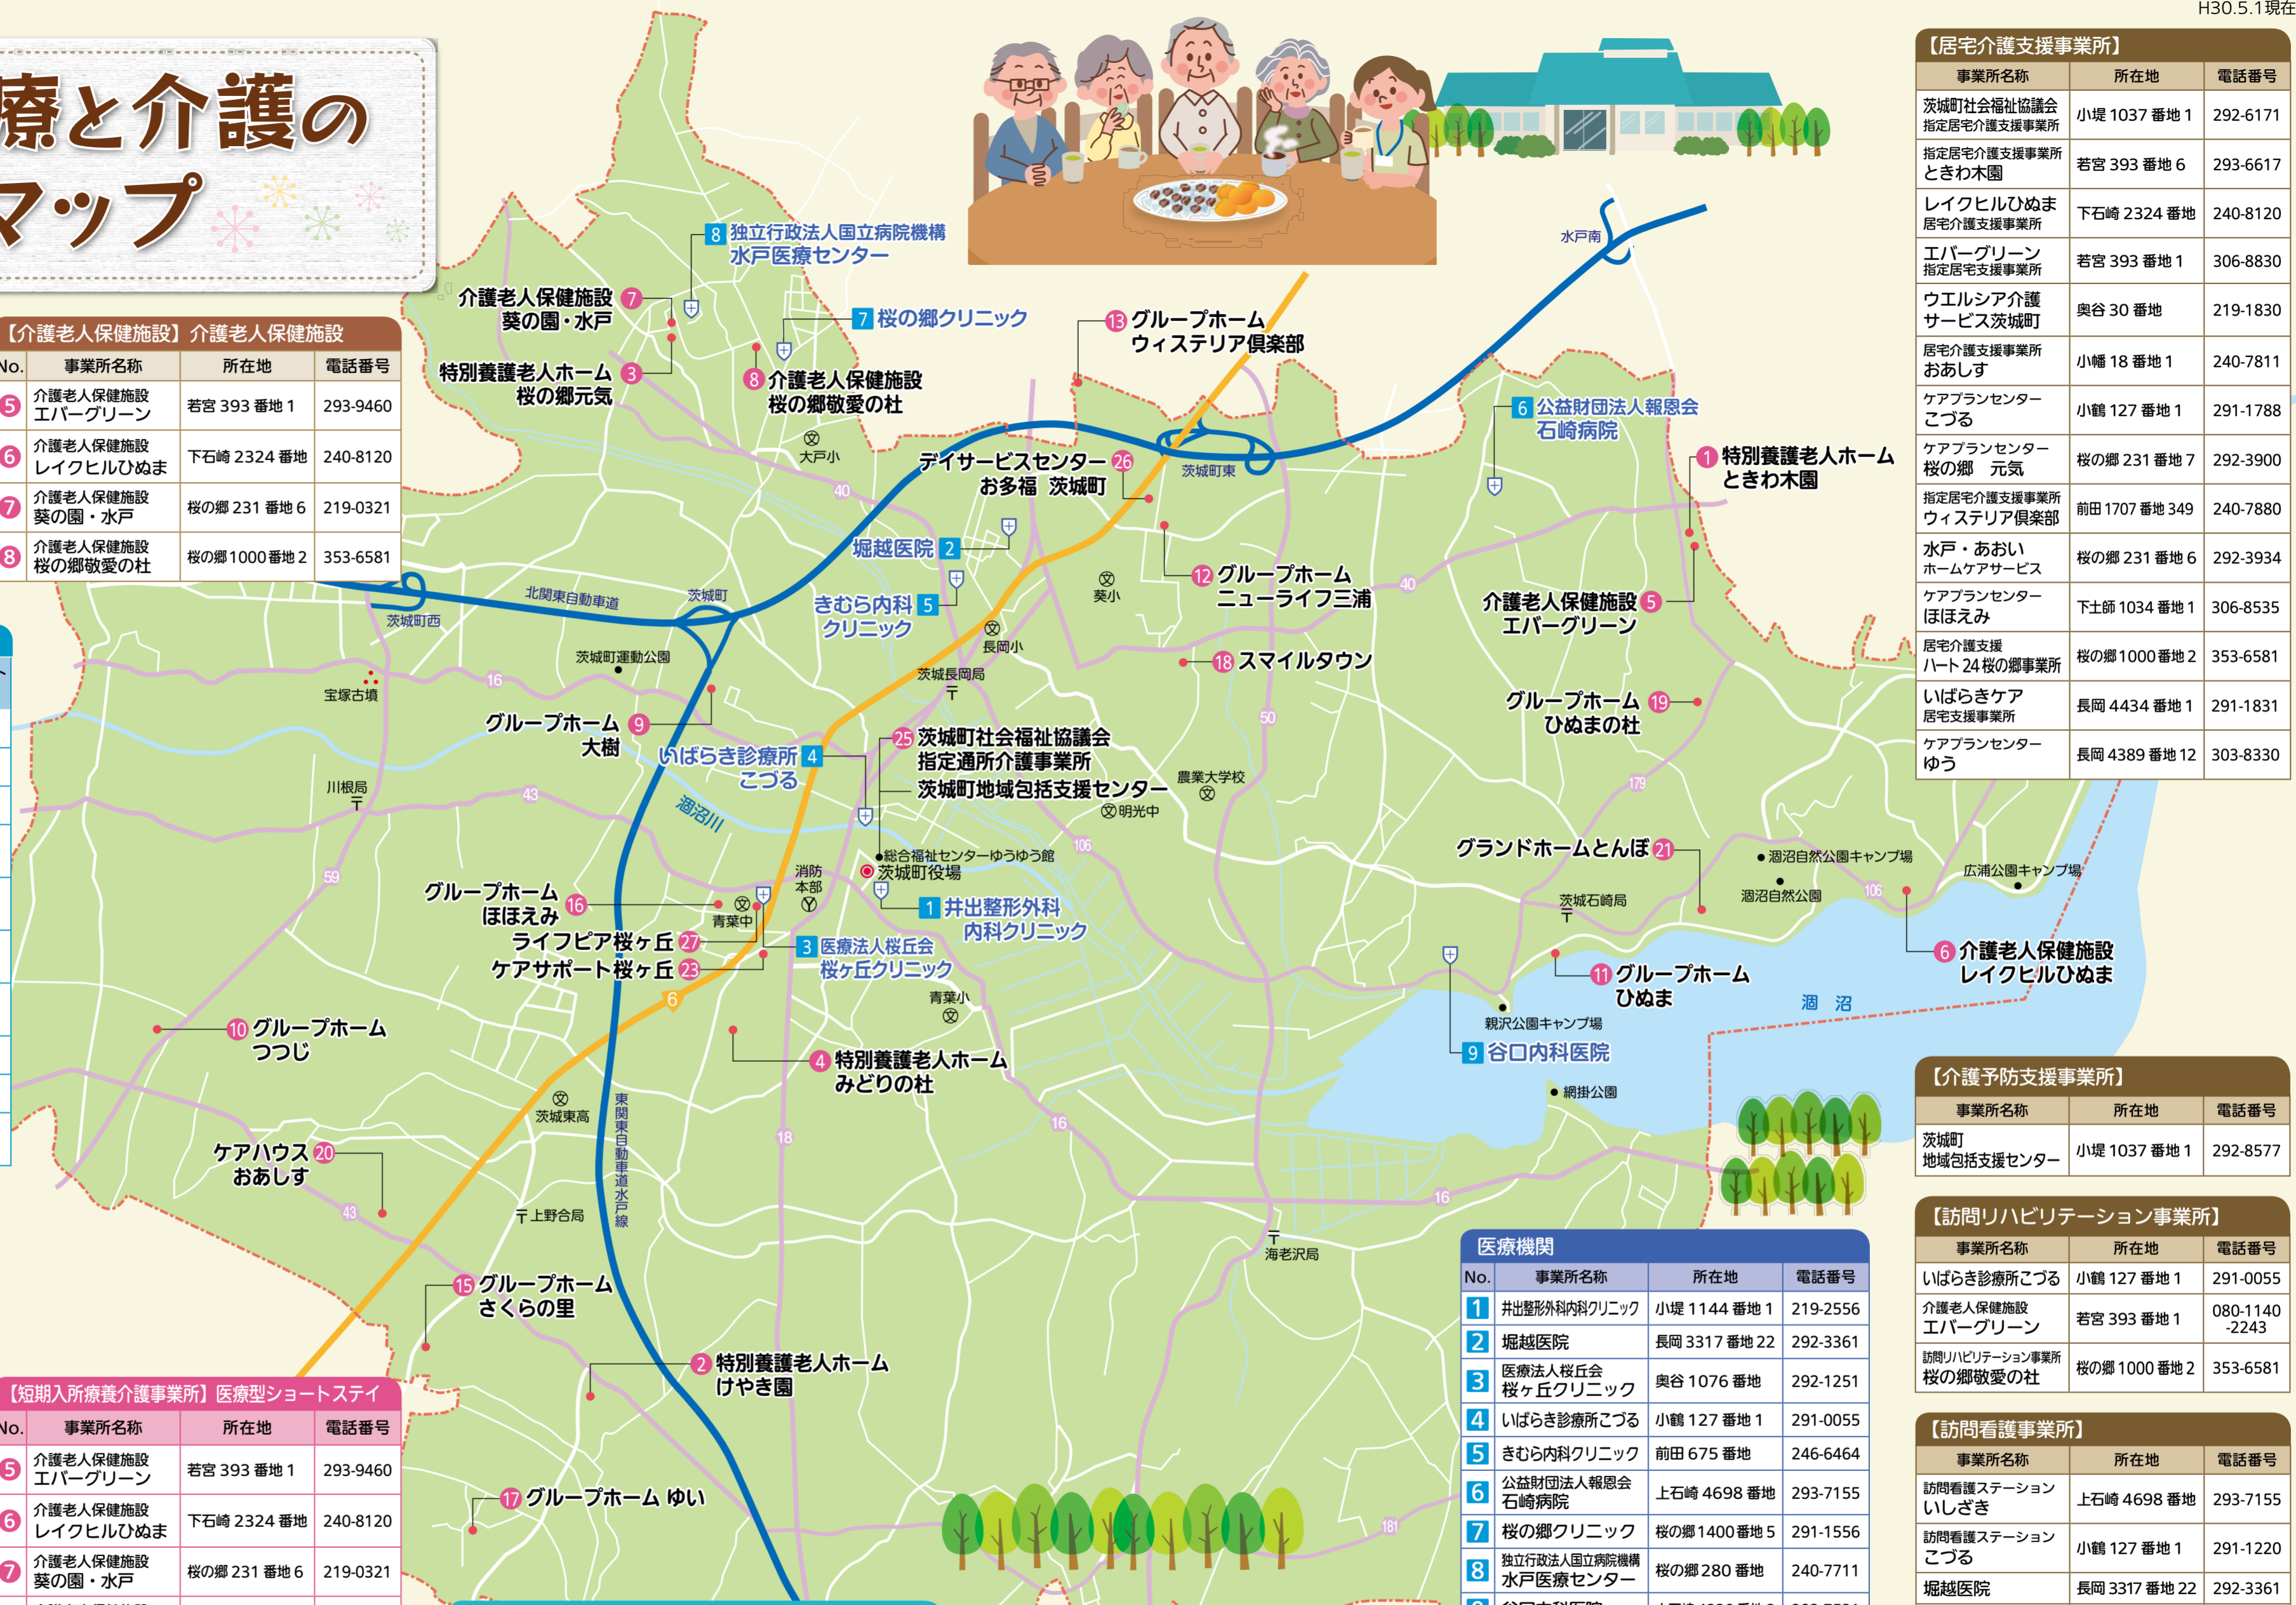 H30.5.1現在
療と介護の
マップ
【介護老人保健施設】介護老人保健施設
No. 事業所名称 所在地 電話番号
5 介護老人保健施設 エバーグリーン 若宮 393 番地 1 293-9460
6 介護老人保健施設 レイクヒルひぬま 下石崎 2324 番地 240-8120
7 介護老人保健施設 葵の園・水戸 桜の郷 231 番地 6 219-0321
8 介護老人保健施設 桜の郷敬愛の杜 桜の郷 1000 番地 2 353-6581
8 独立行政法人国立病院機構
水戸医療センター
介護老人保健施設 7
葵の園・水戸
7 桜の郷クリニック
特別養護老人ホーム 3
桜の郷元気
8 介護老人保健施設
桜の郷敬愛の杜
13 グループホーム
ウィステリア倶楽部
水戸南
大戸小
40
デイサービスセンター 26
お多福 茨城町
茨城町東
6 公益財団法人報恩会
石崎病院
1 特別養護老人ホーム
ときわ木園
堀越医院 2
きむら内科 5
クリニック
葵小
12 グループホーム
ニューライフ三浦
40
介護老人保健施設 5
エバーグリーン
北関東自動車道
茨城町
茨城町西
長岡小
茨城町運動公園
茨城長岡局
18 スマイルタウン
宝塚古墳
16
グループホーム 19
ひぬまの杜
グループホーム 9
大樹
50
いばらき診療所 4
こづる
25 茨城町社会福祉協議会
指定通所介護事業所
茨城町地域包括支援センター
農業大学校
明光中
川根局
43
涸沼川
179
106
総合福祉センターゆうゆう館
茨城町役場
消防
本部
59
グループホーム 16
ほほえみ
青葉中
1 井出整形外科
内科クリニック
ライフピア桜ヶ丘 27
ケアサポート桜ヶ丘 23
3 医療法人桜丘会
桜ヶ丘クリニック
グランドホームとんぼ 21
涸沼自然公園キャンプ場
涸沼自然公園
広浦公園キャンプ場
106
茨城石崎局
6 介護老人保健施設
レイクヒルひぬま
11 グループホーム
ひぬま
涸 沼
親沢公園キャンプ場
9 谷口内科医院
網掛公園
6
青葉小
10 グループホーム
つつじ
4 特別養護老人ホーム
みどりの杜
茨城東高
東関東自動車道水戸線
18
16
16
ケアハウス 20
おあしす
43
上野合局
海老沢局
15 グループホーム
さくらの里
2 特別養護老人ホーム
けやき園
17 グループホーム ゆい
181
【短期入所療養介護事業所】医療型ショートステイ
No. 事業所名称 所在地 電話番号
5 介護老人保健施設 エバーグリーン 若宮 393 番地 1 293-9460
6 介護老人保健施設 レイクヒルひぬま 下石崎 2324 番地 240-8120
7 介護老人保健施設 葵の園・水戸 桜の郷 231 番地 6 219-0321
医療機関
No. 事業所名称 所在地 電話番号
1 井出整形外科内科クリニック 小堤 1144 番地 1 219-2556
2 堀越医院 長岡 3317 番地 22 292-3361
3 医療法人桜丘会 桜ヶ丘クリニック 奥谷 1076 番地 292-1251
4 いばらき診療所こづる 小鶴 127 番地 1 291-0055
5 きむら内科クリニック 前田 675 番地 246-6464
6 公益財団法人報恩会 石崎病院 上石崎 4698 番地 293-7155
7 桜の郷クリニック 桜の郷 1400 番地 5 291-1556
8 独立行政法人国立病院機構 水戸医療センター 桜の郷 280 番地 240-7711
【居宅介護支援事業所】
事業所名称 所在地 電話番号
茨城町社会福祉協議会 指定居宅介護支援事業所 小堤 1037 番地 1 292-6171
指定居宅介護支援事業所 ときわ木園 若宮 393 番地 6 293-6617
レイクヒルひぬま 居宅介護支援事業所 下石崎 2324 番地 240-8120
エバーグリーン 指定居宅支援事業所 若宮 393 番地 1 306-8830
ウエルシア介護 サービス茨城町 奥谷 30 番地 219-1830
居宅介護支援事業所 おあしす 小幡 18 番地 1 240-7811
ケアプランセンター こづる 小鶴 127 番地 1 291-1788
ケアプランセンター 桜の郷 元気 桜の郷 231 番地 7 292-3900
指定居宅介護支援事業所 ウィステリア倶楽部 前田 1707 番地 349 240-7880
水戸・あおい ホームケアサービス 桜の郷 231 番地 6 292-3934
ケアプランセンター ほほえみ 下土師 1034 番地 1 306-8535
居宅介護支援 ハート 24 桜の郷事業所 桜の郷 1000 番地 2 353-6581
いばらきケア 居宅支援事業所 長岡 4434 番地 1 291-1831
ケアプランセンター ゆう 長岡 4389 番地 12 303-8330
【介護予防支援事業所】
事業所名称 所在地 電話番号
茨城町 地域包括支援センター 小堤 1037 番地 1 292-8577
【訪問リハビリテーション事業所】
事業所名称 所在地 電話番号
いばらき診療所こづる 小鶴 127 番地 1 291-0055
介護老人保健施設 エバーグリーン 若宮 393 番地 1 080-1140-2243
訪問リハビリテーション事業所 桜の郷敬愛の杜 桜の郷 1000 番地 2 353-6581
【訪問看護事業所】
事業所名称 所在地 電話番号
訪問看護ステーション いしざき 上石崎 4698 番地 293-7155
訪問看護ステーション こづる 小鶴 127 番地 1 291-1220
堀越医院 長岡 3317 番地 22 292-3361